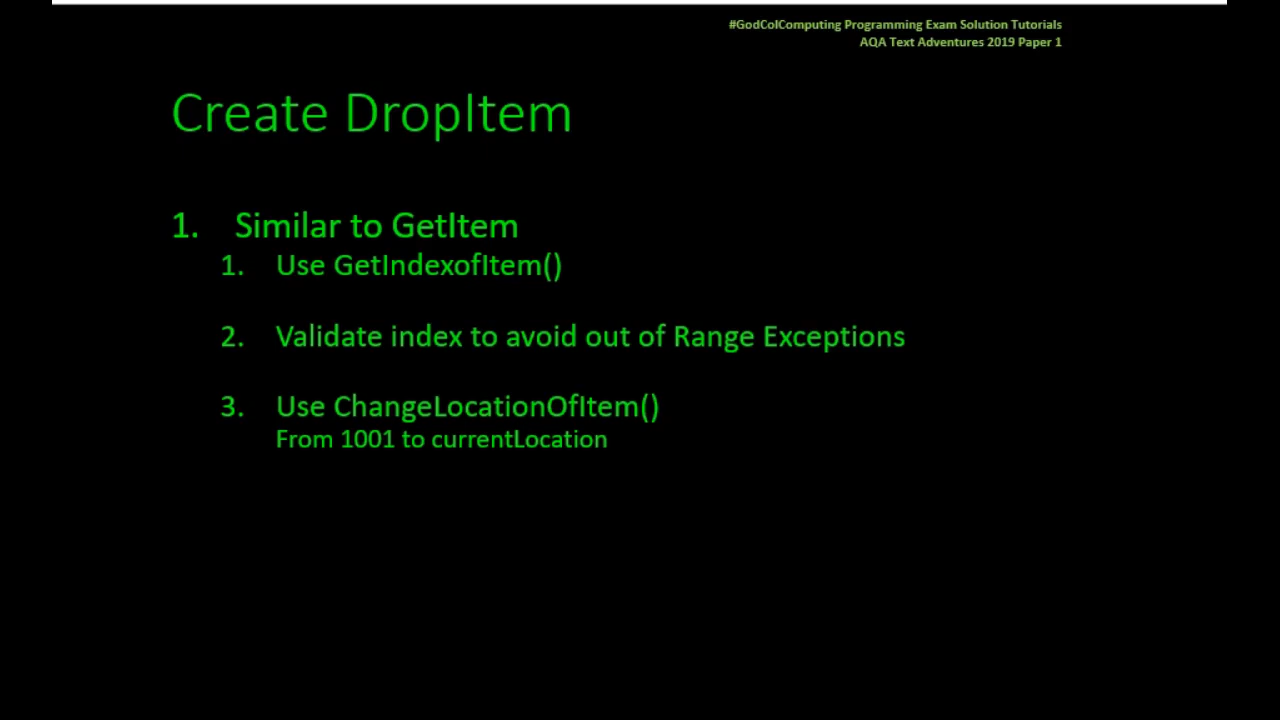 #GodColComputing Programming Exam Solution Tutorials
AQA Text Adventures 2019 Paper 1
Create DropItem
1. Similar to GetItem
1. Use GetIndexofItem()
2. Validate index to avoid out of Range Exceptions
3. Use ChangeLocationOfItem()
From 1001 to currentLocation